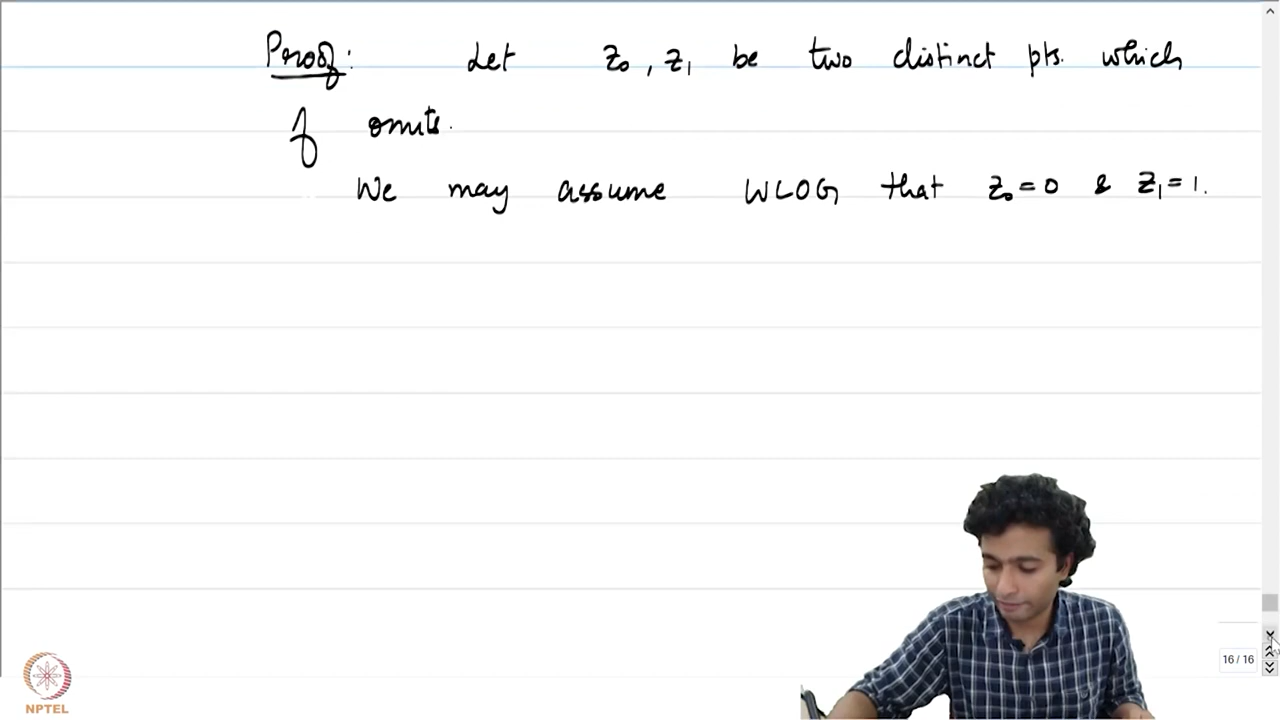 Proof: Let z₀, z₁ be two distinct pts. which
f omits.
We may assume WLOG that z₀ = 0 & z₁ = 1.
16 / 16
NPTEL